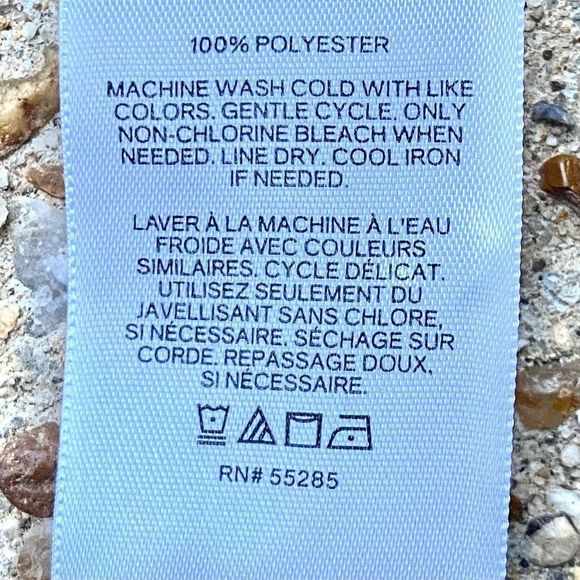 100% POLYESTER
MACHINE WASH COLD WITH LIKE
COLORS. GENTLE CYCLE. ONLY
NON-CHLORINE BLEACH WHEN
NEEDED. LINE DRY. COOL IRON
IF NEEDED.
LAVER À LA MACHINE À L'EAU
FROIDE AVEC COULEURS
SIMILAIRES. CYCLE DÉLICAT.
UTILISEZ SEULEMENT DU
JAVELLISANT SANS CHLORE,
SI NÉCESSAIRE. SÉCHAGE SUR
CORDE. REPASSAGE DOUX,
SI NÉCESSAIRE.
RN# 55285